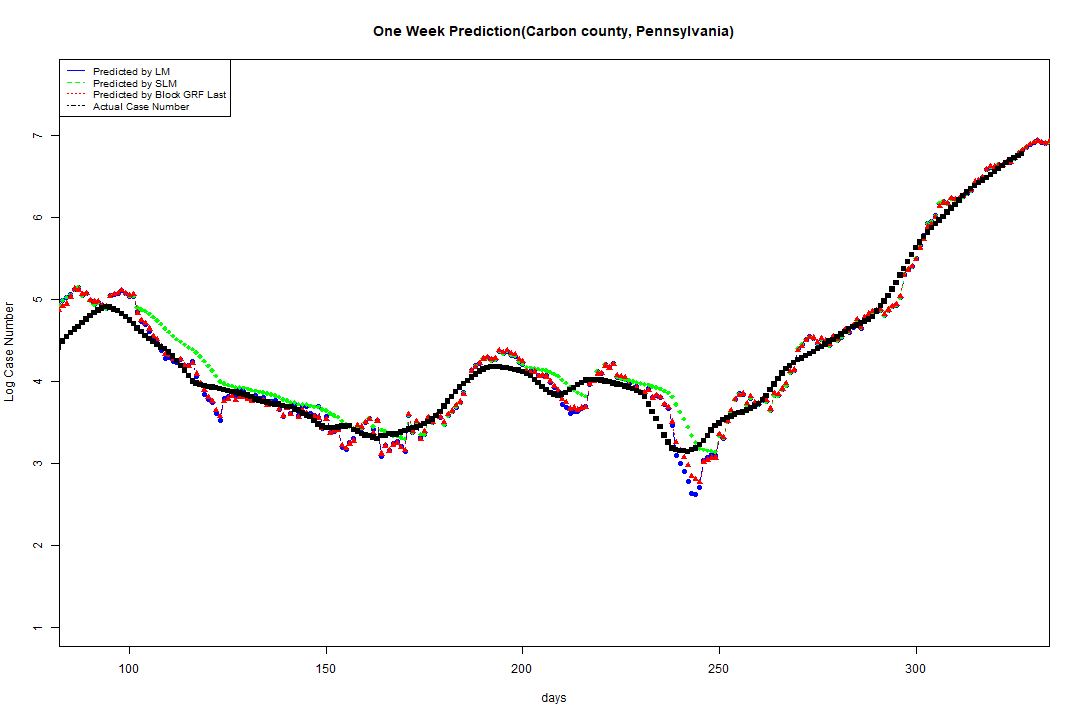 One Week Prediction(Carbon county, Pennsylvania)
Predicted by LM
Predicted by SLM
Predicted by Block GRF Last
Actual Case Number
7
6
5
4
3
2
1
Log Case Number
100 150 200 250 300
days